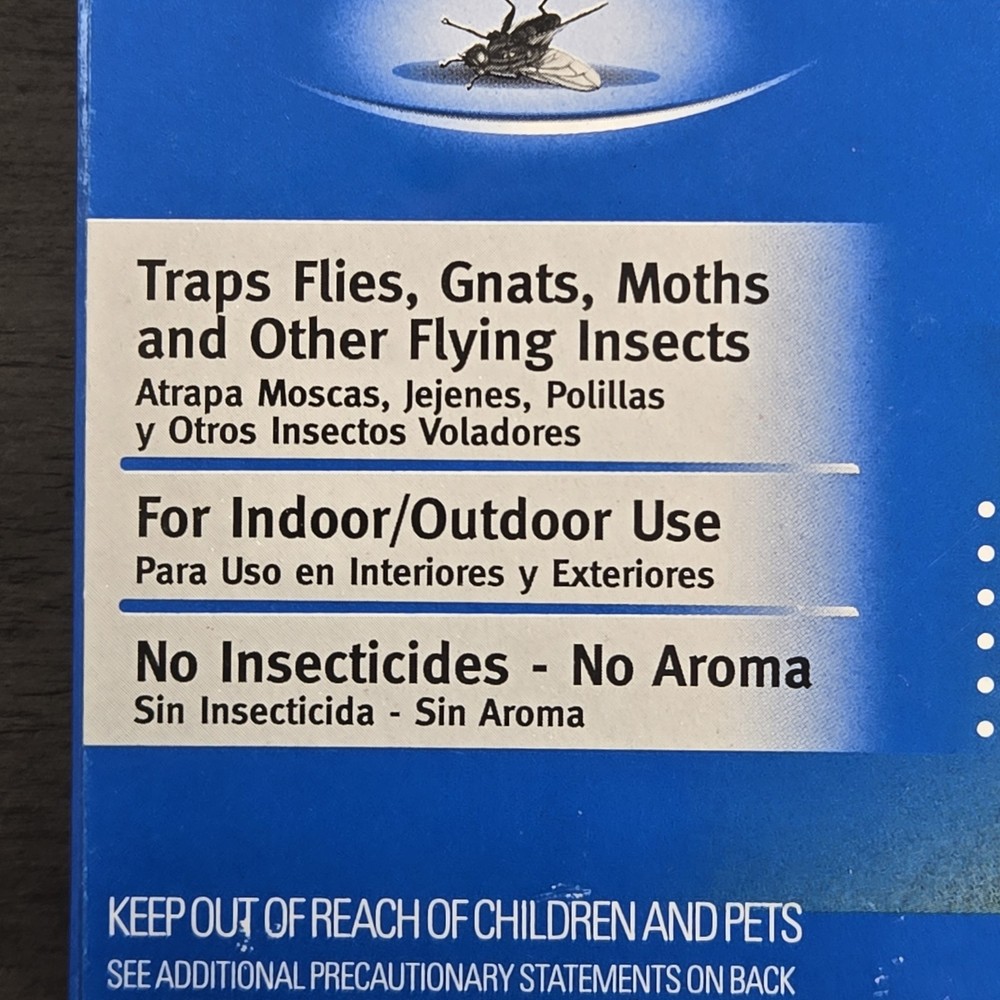 Traps Flies, Gnats, Moths
and Other Flying Insects
Atrapa Moscas, Jejenes, Polillas
y Otros Insectos Voladores
For Indoor/Outdoor Use
Para Uso en Interiores y Exteriores
No Insecticides - No Aroma
Sin Insecticida - Sin Aroma
KEEP OUT OF REACH OF CHILDREN AND PETS
SEE ADDITIONAL PRECAUTIONARY STATEMENTS ON BACK